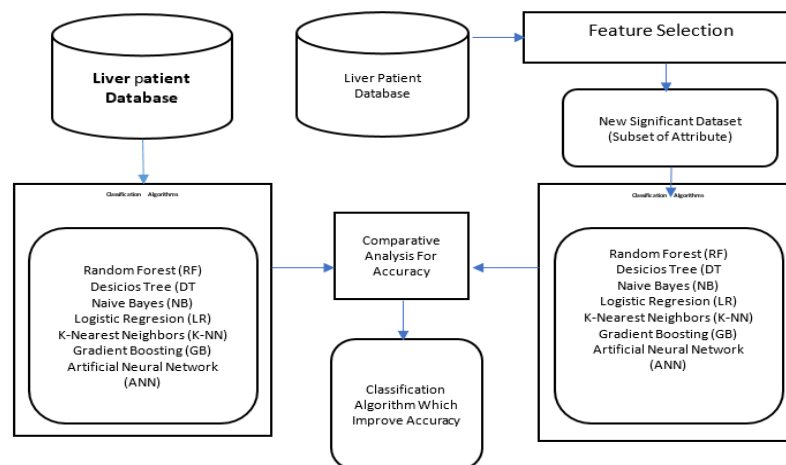 Liver patient
Database
Liver Patient
Database
Feature Selection
New Significant Dataset
(Subset of Attribute)
Classification Algorithms
Random Forest (RF)
Desicios Tree (DT
Naive Bayes (NB)
Logistic Regresion (LR)
K-Nearest Neighbors (K-NN)
Gradient Boosting (GB)
Artificial Neural Network
(ANN)
Comparative
Analysis For
Accuracy
Classification
Algorithm Which
Improve Accuracy
Classification Algorithms
Random Forest (RF)
Desicios Tree (DT
Naive Bayes (NB)
Logistic Regresion (LR)
K-Nearest Neighbors (K-NN)
Gradient Boosting (GB)
Artificial Neural Network
(ANN)